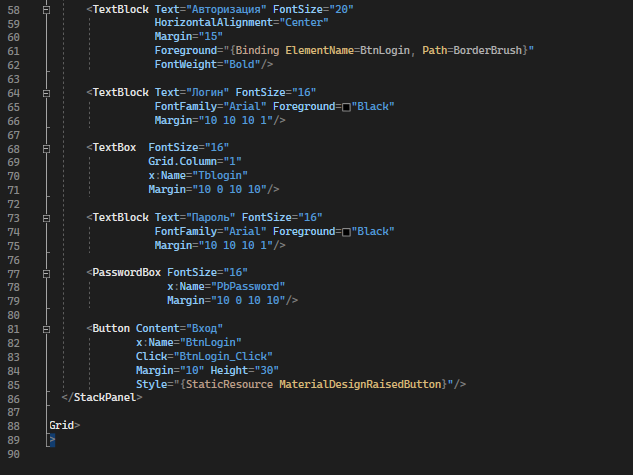 58 <TextBlock Text="Авторизация" FontSize="20"
59 HorizontalAlignment="Center"
60 Margin="15"
61 Foreground="{Binding ElementName=BtnLogin, Path=BorderBrush}"
62 FontWeight="Bold"/>
63
64 <TextBlock Text="Логин" FontSize="16"
65 FontFamily="Arial" Foreground="Black"
66 Margin="10 10 10 1"/>
67
68 <TextBox  FontSize="16"
69 Grid.Column="1"
70 x:Name="Tblogin"
71 Margin="10 0 10 10"/>
72
73 <TextBlock Text="Пароль" FontSize="16"
74 FontFamily="Arial" Foreground="Black"
75 Margin="10 10 10 1"/>
76
77 <PasswordBox FontSize="16"
78 x:Name="PbPassword"
79 Margin="10 0 10 10"/>
80
81 <Button Content="Вход"
82 x:Name="BtnLogin"
83 Click="BtnLogin_Click"
84 Margin="10" Height="30"
85 Style="{StaticResource MaterialDesignRaisedButton}"/>
86 </StackPanel>
87
88 Grid>
89 >
90